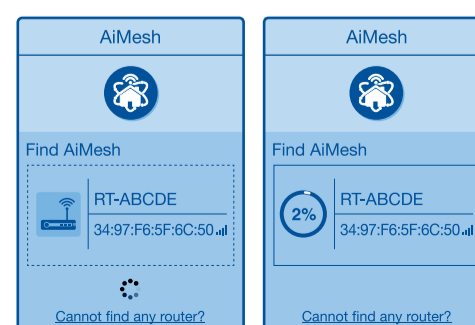 AiMesh
Find AiMesh
RT-ABCDE
34:97:F6:5F:6C:50
Cannot find any router?
AiMesh
Find AiMesh
2%
RT-ABCDE
34:97:F6:5F:6C:50
Cannot find any router?